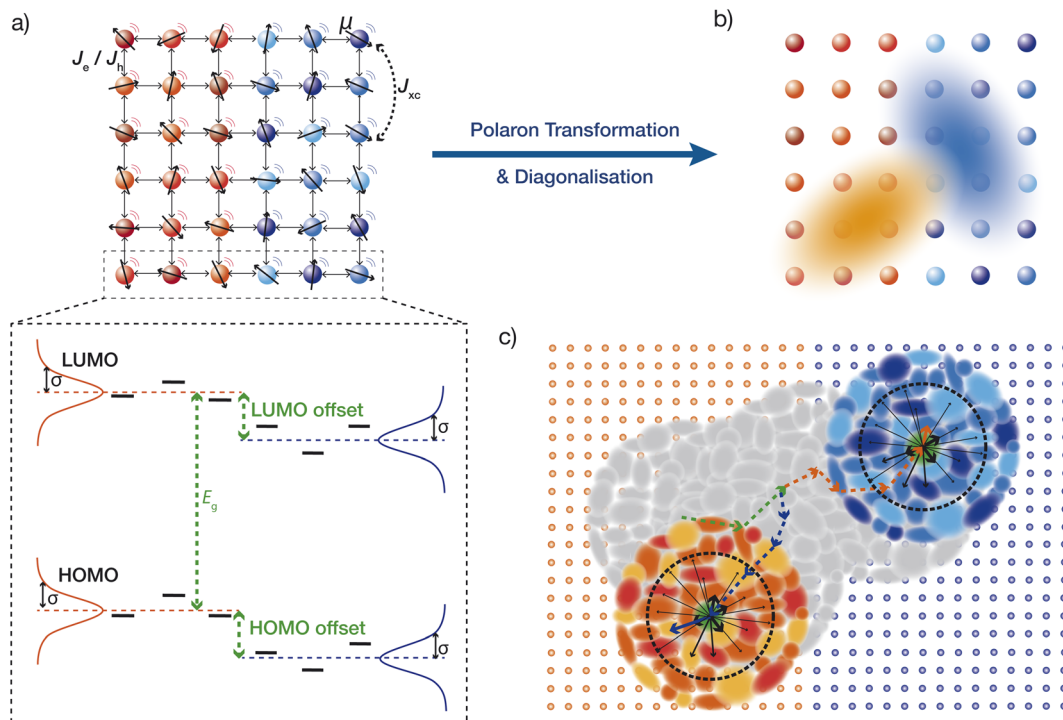 a)
μ
J_e / J_h
J_xc
Polaron Transformation
& Diagonalisation
b)
LUMO
σ
LUMO offset
σ
E_g
HOMO
σ
HOMO offset
σ
c)